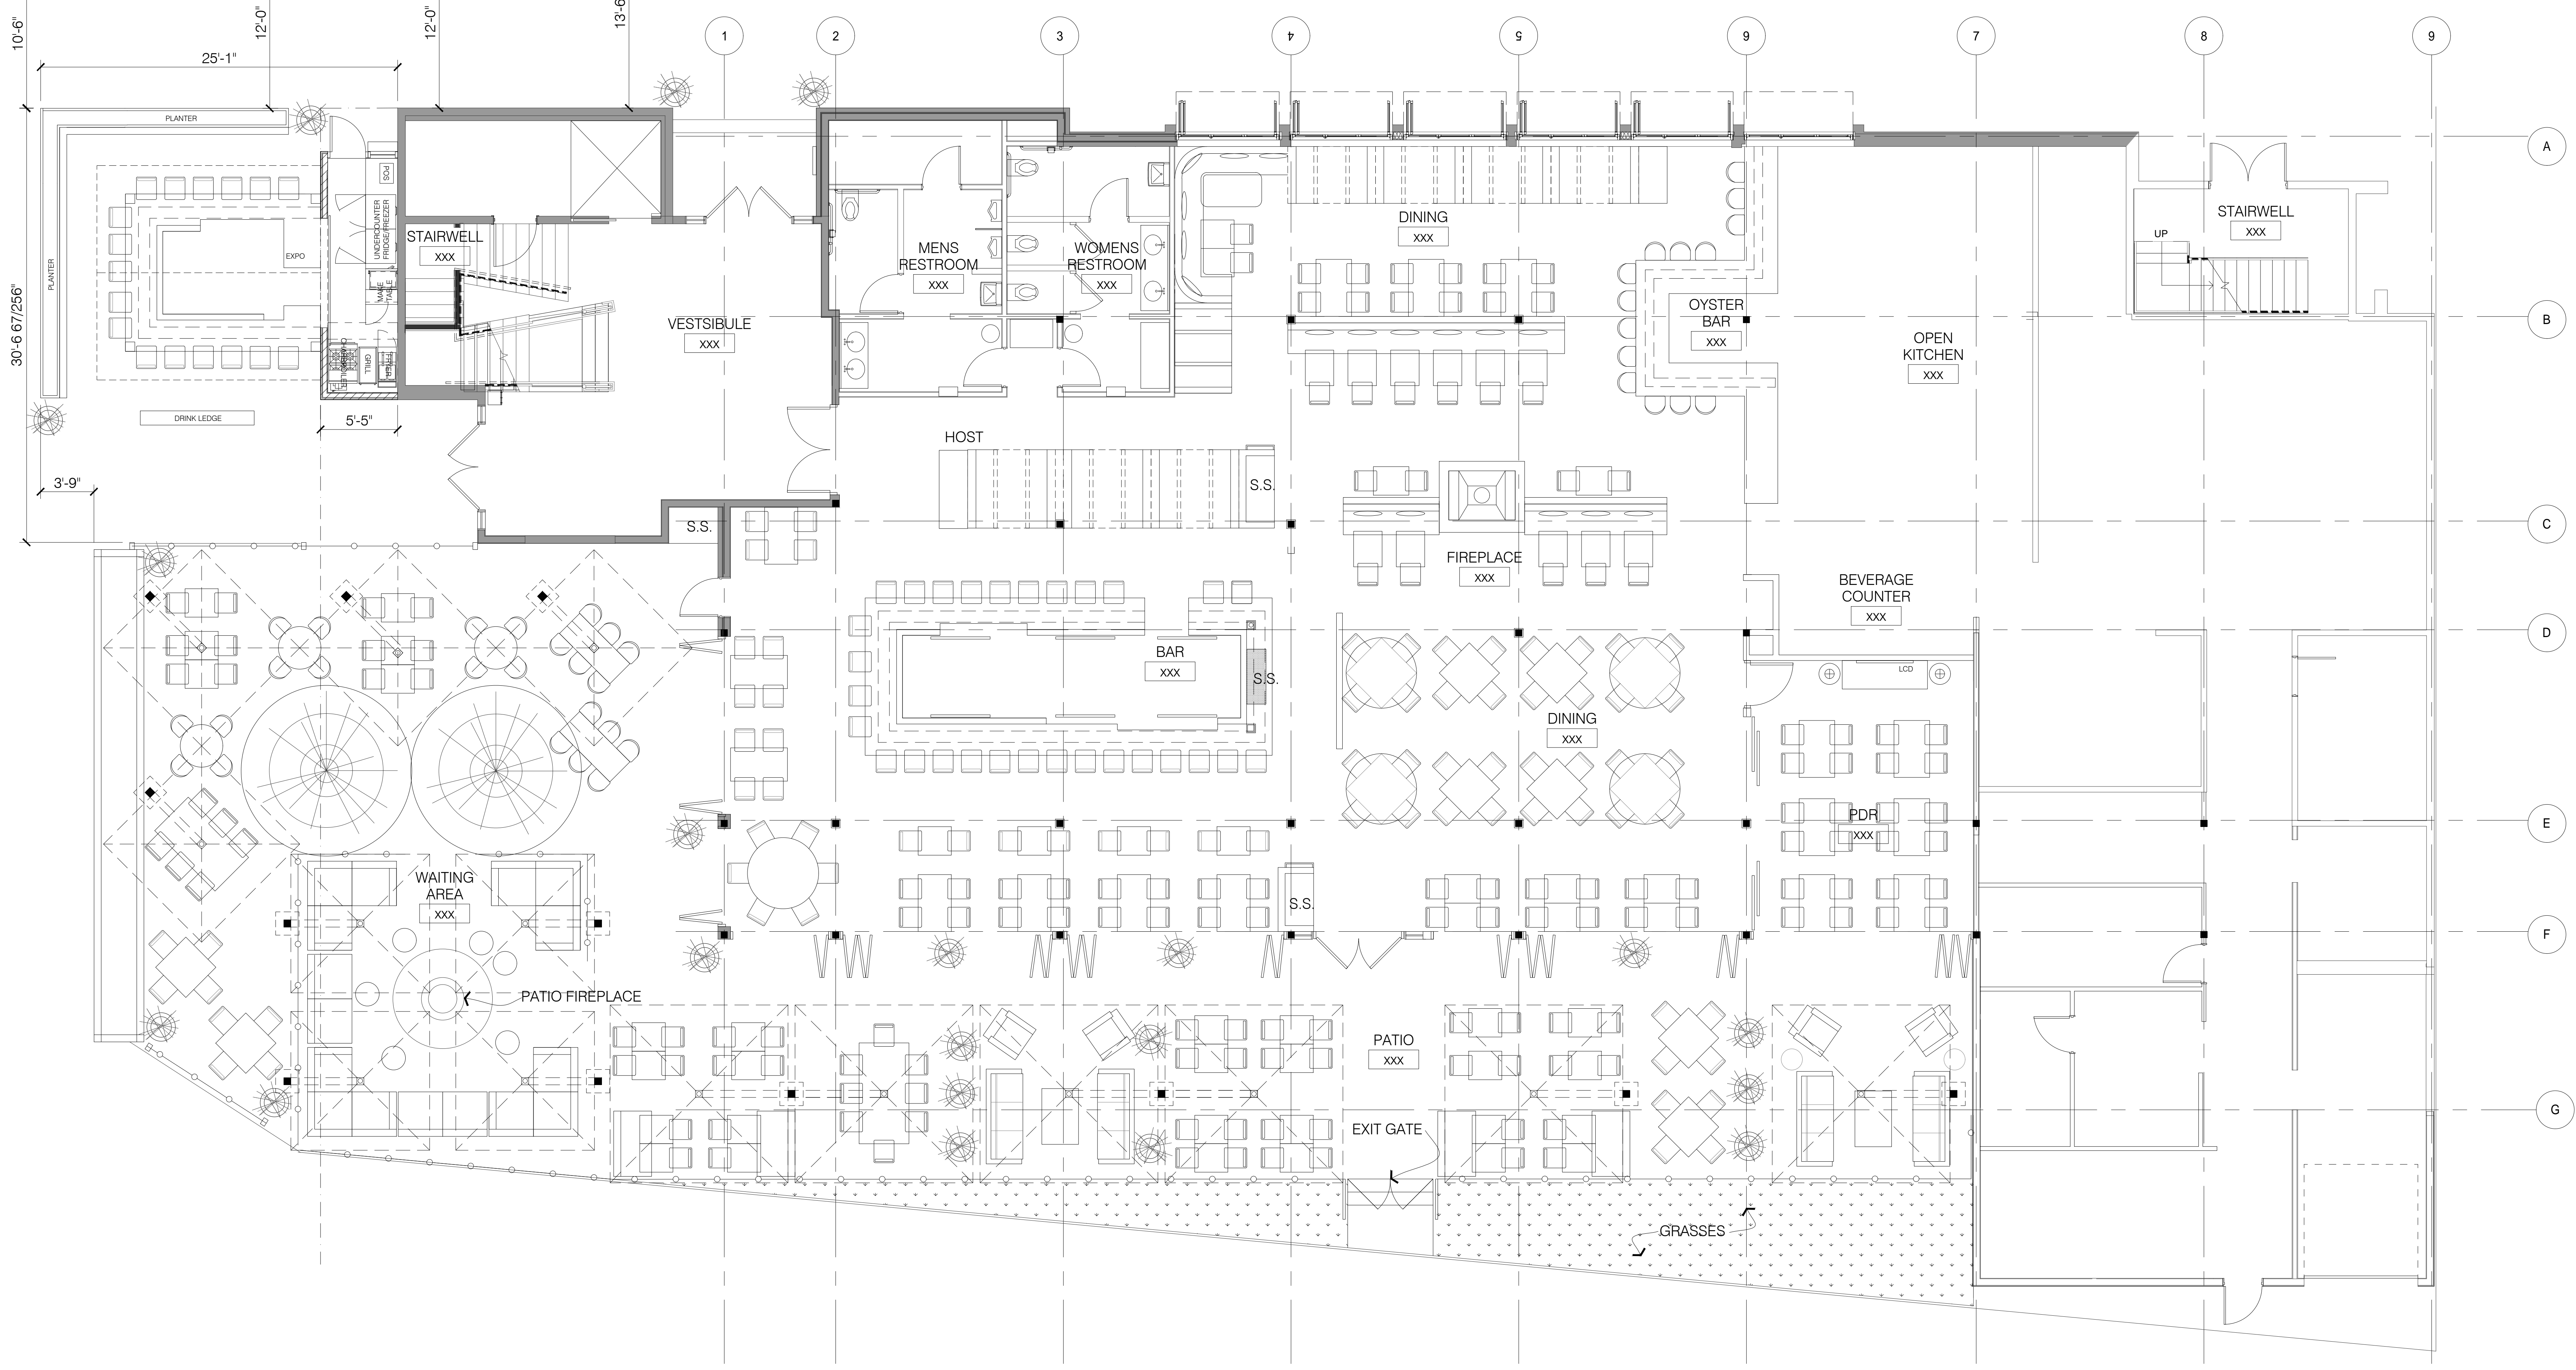 10'-6"
12'-0"
12'-0"
13'-6
1
2
3
4
5
6
7
8
9
25'-1"
PLANTER
A
POS
UNDERCOUNTER
FRIDGE/FREEZER
STAIRWELL
XXX
EXPO
PLANTER
MAKE
TABLE
MENS
RESTROOM
XXX
WOMENS
RESTROOM
XXX
DINING
XXX
STAIRWELL
XXX
UP
30'-6 67/256"
VESTSIBULE
XXX
OYSTER
BAR
XXX
OPEN
KITCHEN
XXX
B
CHARBROILER
GRILL
FRYER
DRINK LEDGE
5'-5"
HOST
S.S.
3'-9"
S.S.
C
FIREPLACE
XXX
BEVERAGE
COUNTER
XXX
D
BAR
XXX
S.S.
LCD
DINING
XXX
PDR
XXX
E
WAITING
AREA
XXX
S.S.
F
PATIO FIREPLACE
PATIO
XXX
G
EXIT GATE
GRASSES